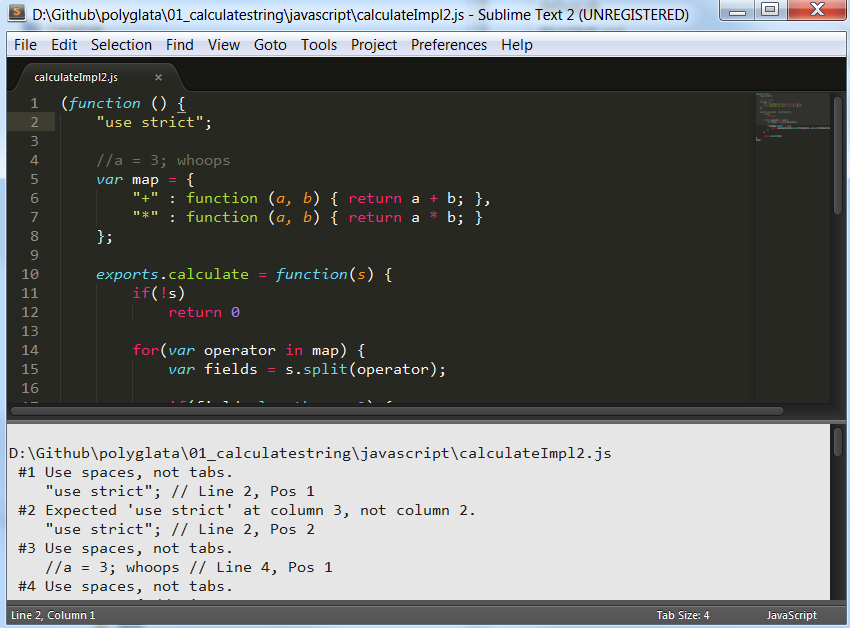 D:\Github\polyglata\01_calculatestring\javascript\calculateImpl2.js - Sublime Text 2 (UNREGISTERED)
File Edit Selection Find View Goto Tools Project Preferences Help
calculateImpl2.js ×
1 (function () {
2 "use strict";
3
4 //a = 3; whoops
5 var map = {
6 "+" : function (a, b) { return a + b; },
7 "*" : function (a, b) { return a * b; }
8 };
9
10 exports.calculate = function(s) {
11 if(!s)
12 return 0
13
14 for(var operator in map) {
15 var fields = s.split(operator);
16
D:\Github\polyglata\01_calculatestring\javascript\calculateImpl2.js
#1 Use spaces, not tabs.
"use strict"; // Line 2, Pos 1
#2 Expected 'use strict' at column 3, not column 2.
"use strict"; // Line 2, Pos 2
#3 Use spaces, not tabs.
//a = 3; whoops // Line 4, Pos 1
#4 Use spaces, not tabs.
Line 2, Column 1 Tab Size: 4 JavaScript